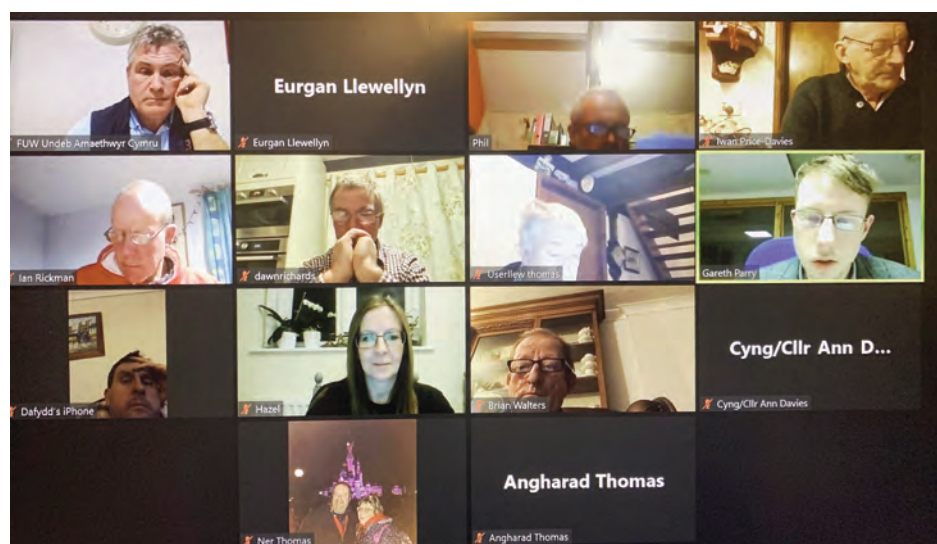 FUW Undeb Amaethwyr Cymru
Eurgan Llewellyn
Eurgan Llewellyn
Phil
Iwan Price-Davies
Ian Rickman
dawnrichards
Userllew thomas
Gareth Parry
Dafydd's iPhone
Hazel
Brian Walters
Cyng/Cllr Ann D...
Cyng/Cllr Ann Davies
Ner Thomas
Angharad Thomas
Angharad Thomas